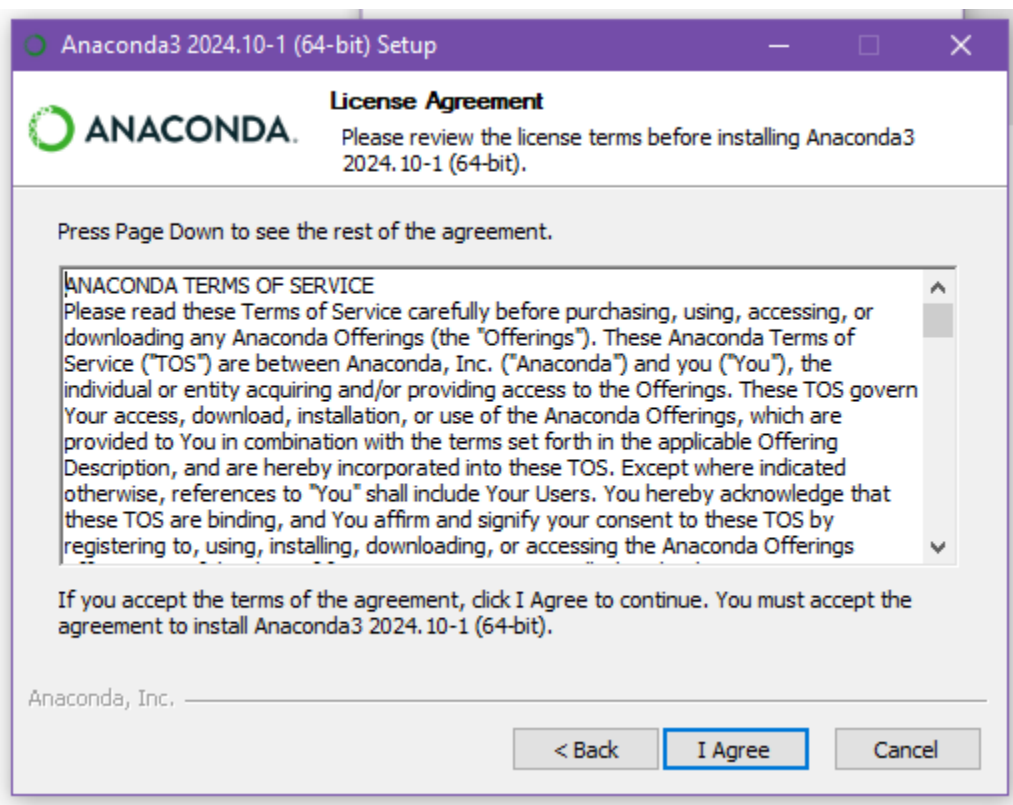 Anaconda3 2024.10-1 (64-bit) Setup
ANACONDA.
License Agreement
Please review the license terms before installing Anaconda3
2024.10-1 (64-bit).
Press Page Down to see the rest of the agreement.
ANACONDA TERMS OF SERVICE
Please read these Terms of Service carefully before purchasing, using, accessing, or
downloading any Anaconda Offerings (the "Offerings"). These Anaconda Terms of
Service ("TOS") are between Anaconda, Inc. ("Anaconda") and you ("You"), the
individual or entity acquiring and/or providing access to the Offerings. These TOS govern
Your access, download, installation, or use of the Anaconda Offerings, which are
provided to You in combination with the terms set forth in the applicable Offering
Description, and are hereby incorporated into these TOS. Except where indicated
otherwise, references to "You" shall include Your Users. You hereby acknowledge that
these TOS are binding, and You affirm and signify your consent to these TOS by
registering to, using, installing, downloading, or accessing the Anaconda Offerings
If you accept the terms of the agreement, click I Agree to continue. You must accept the
agreement to install Anaconda3 2024.10-1 (64-bit).
Anaconda, Inc.
< Back
I Agree
Cancel